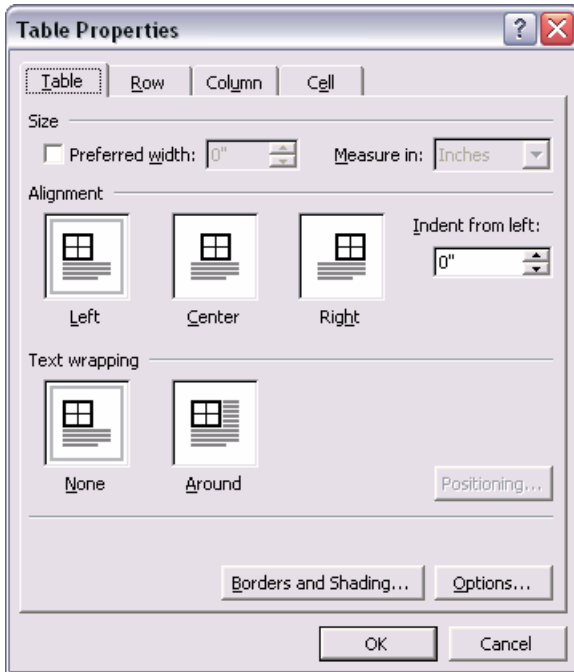 Table Properties
Table Row Column Cell
Size
Preferred width: 0" Measure in: Inches
Alignment
Indent from left:
0"
Left Center Right
Text wrapping
None Around
Positioning...
Borders and Shading... Options...
OK Cancel